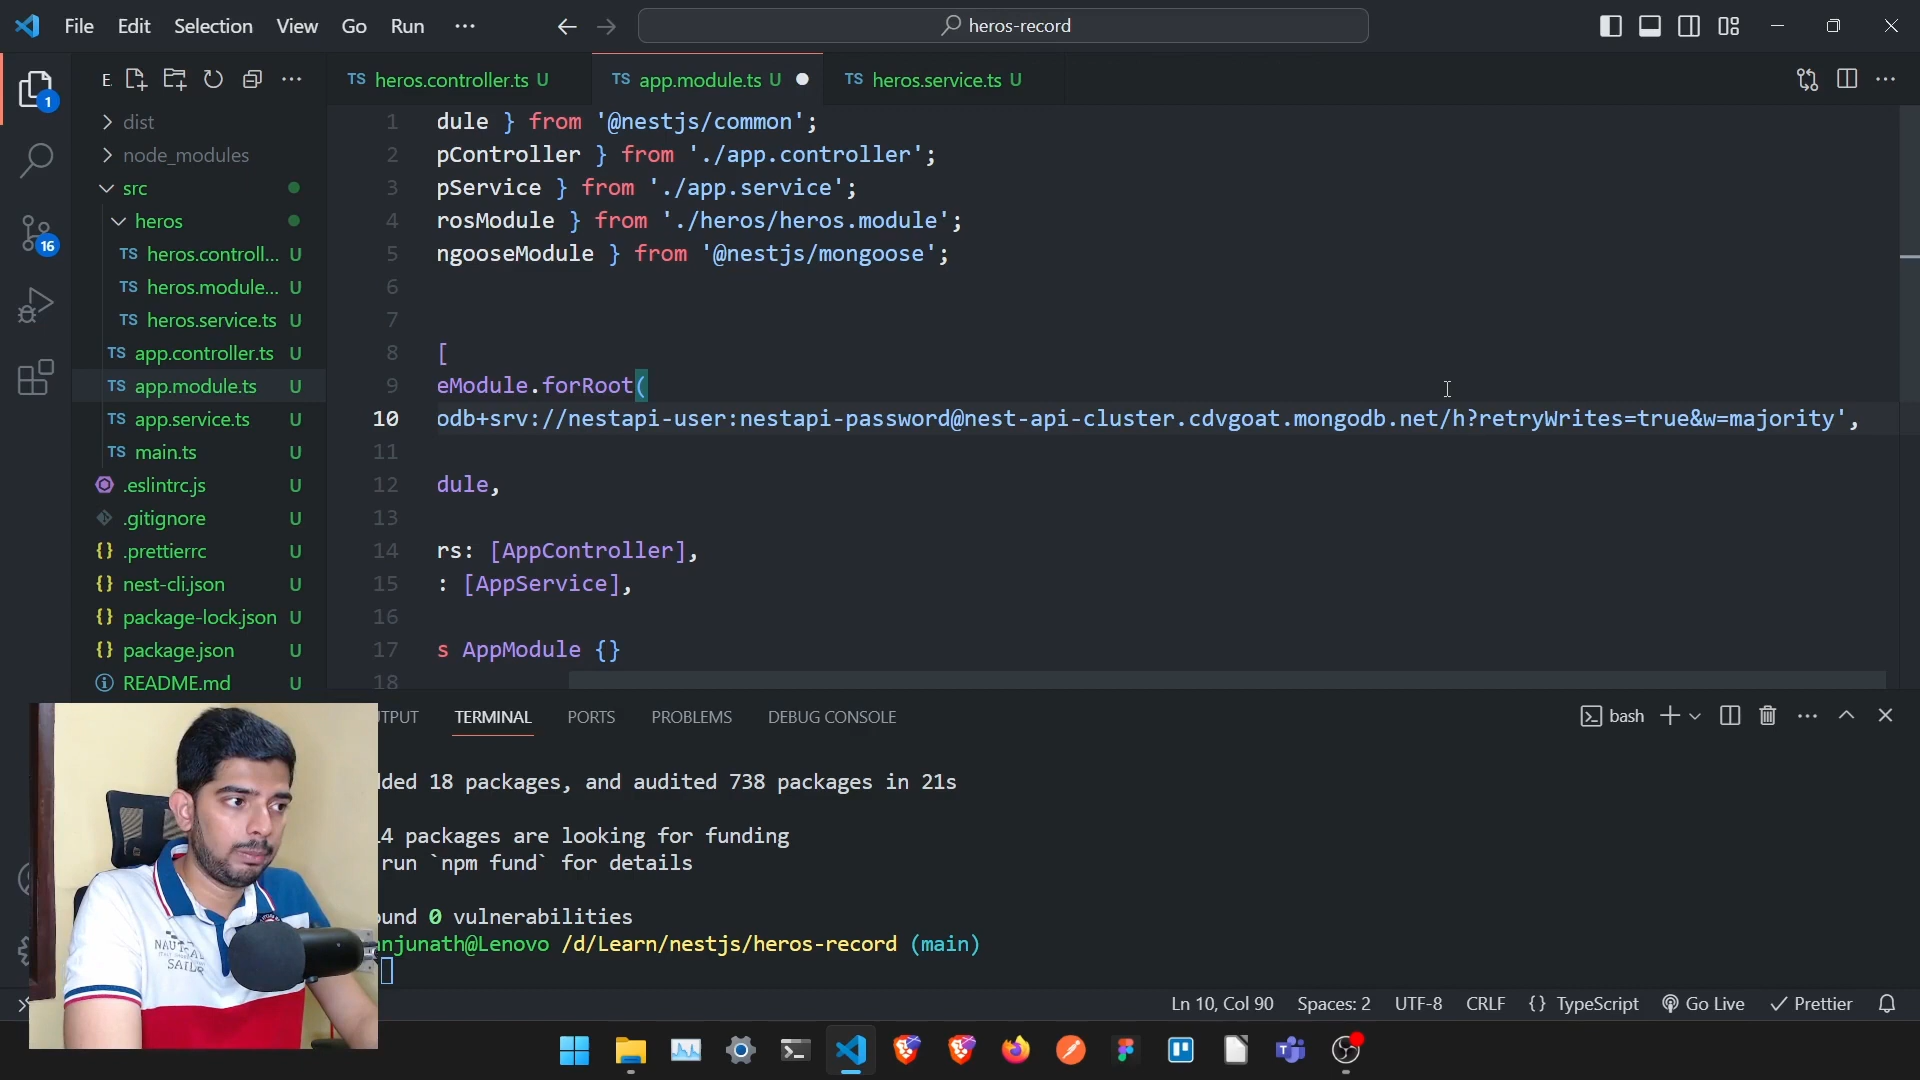 File Edit Selection View Go Run ··· heros-record
E
TS heros.controller.ts U TS app.module.ts U TS heros.service.ts U
dist
node_modules
src
heros
TS heros.controll... U
TS heros.module... U
TS heros.service.ts U
TS app.controller.ts U
TS app.module.ts U
TS app.service.ts U
TS main.ts U
.eslintrc.js U
.gitignore U
{} .prettierrc U
{} nest-cli.json U
{} package-lock.json U
{} package.json U
README.md U
1
16
1 dule } from '@nestjs/common';
2 pController } from './app.controller';
3 pService } from './app.service';
4 rosModule } from './heros/heros.module';
5 ngooseModule } from '@nestjs/mongoose';
6
7
8 [
9 eModule.forRoot(
10 odb+srv://nestapi-user:nestapi-password@nest-api-cluster.cdvgoat.mongodb.net/h?retryWrites=true&w=majority',
11
12 dule,
13
14 rs: [AppController],
15 : [AppService],
16
17 s AppModule {}
18
TPUT TERMINAL PORTS PROBLEMS DEBUG CONSOLE bash
ded 18 packages, and audited 738 packages in 21s
14 packages are looking for funding
run `npm fund` for details
ound 0 vulnerabilities
anjunath@Lenovo /d/Learn/nestjs/heros-record (main)
NAUT
SAILO
Ln 10, Col 90 Spaces: 2 UTF-8 CRLF {} TypeScript Go Live Prettier